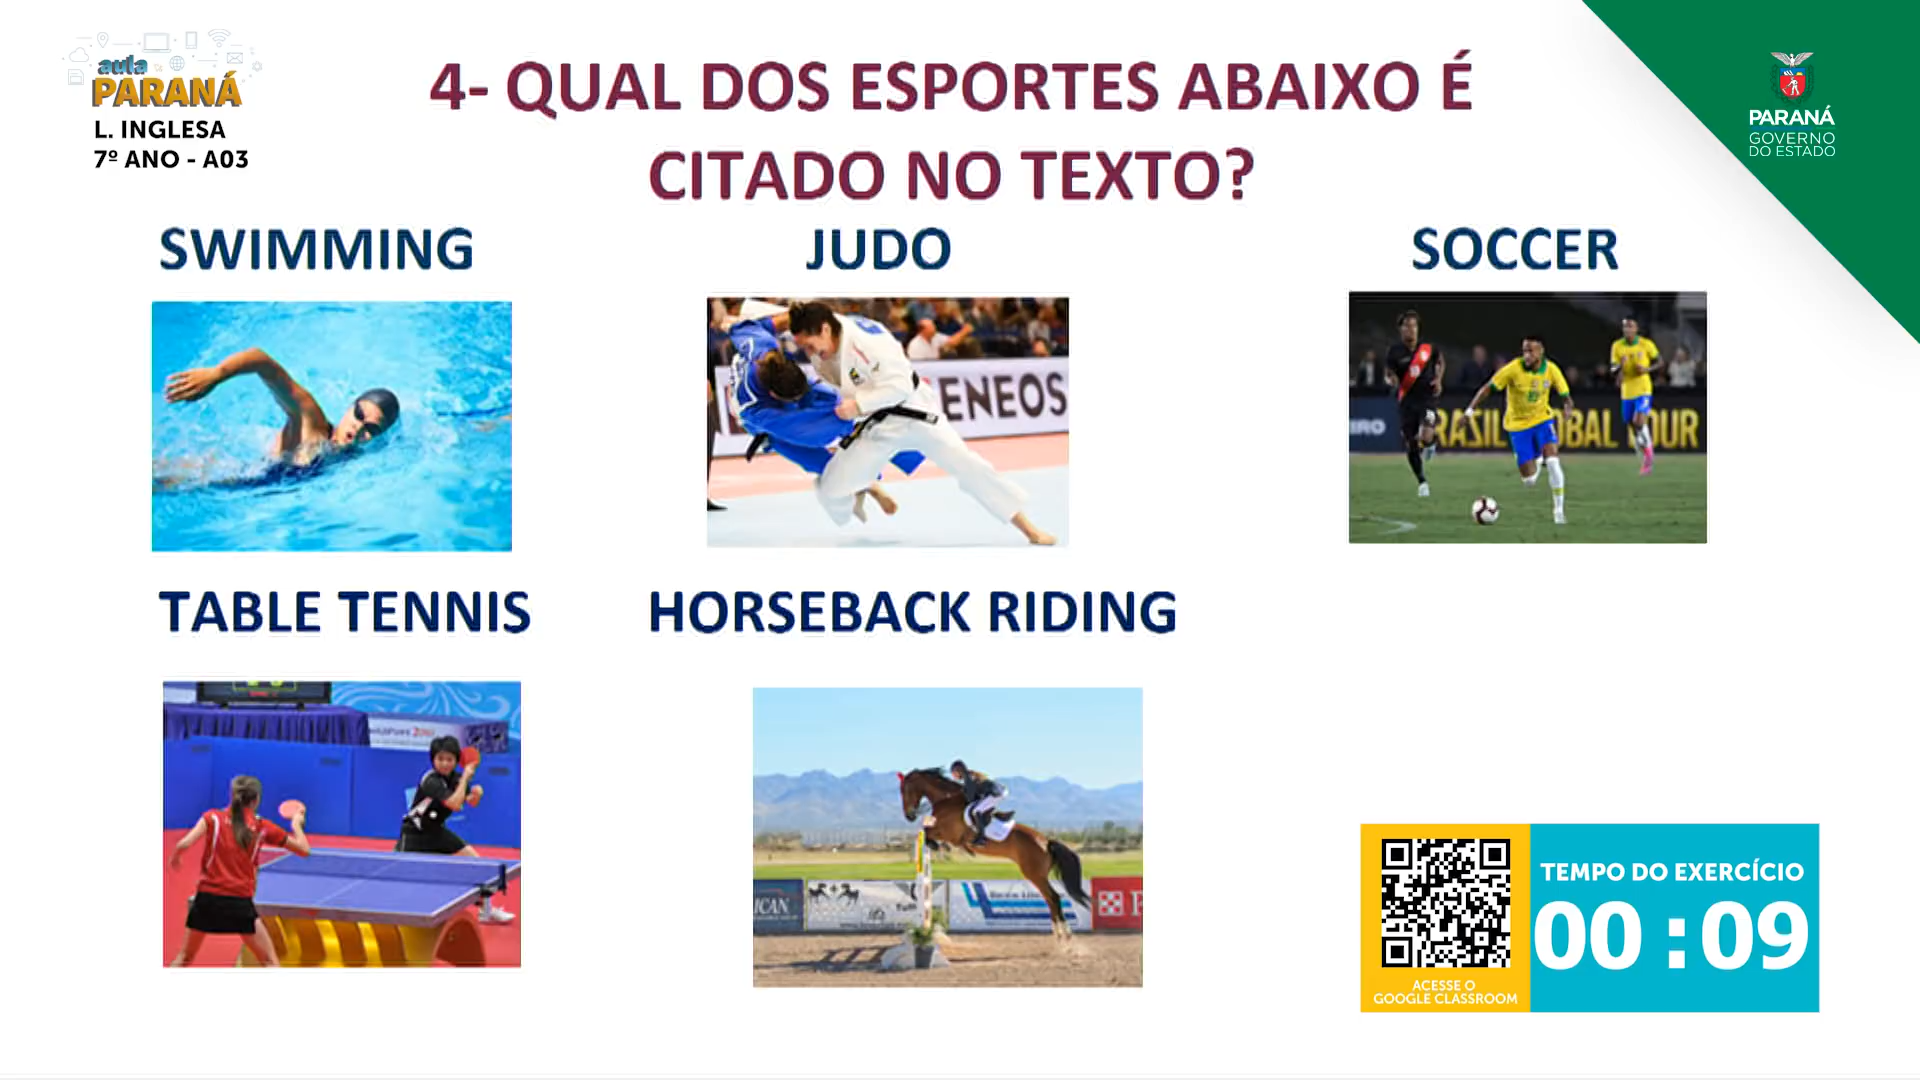 aula
PARANÁ
L. INGLESA
7º ANO - A03
4- QUAL DOS ESPORTES ABAIXO É
CITADO NO TEXTO?
PARANÁ
GOVERNO
DO ESTADO
SWIMMING
JUDO
SOCCER
ENEOS
TABLE TENNIS
HORSEBACK RIDING
TEMPO DO EXERCÍCIO
00 : 09
ACESSE O
GOOGLE CLASSROOM